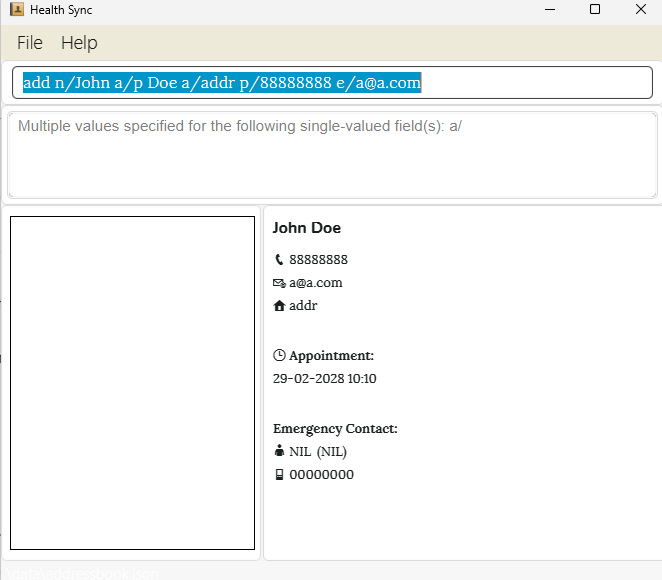 Health Sync
File Help
add n/John a/p Doe a/addr p/88888888 e/a@a.com
Multiple values specified for the following single-valued field(s): a/
John Doe
88888888
a@a.com
addr
Appointment:
29-02-2028 10:10
Emergency Contact:
NIL (NIL)
00000000